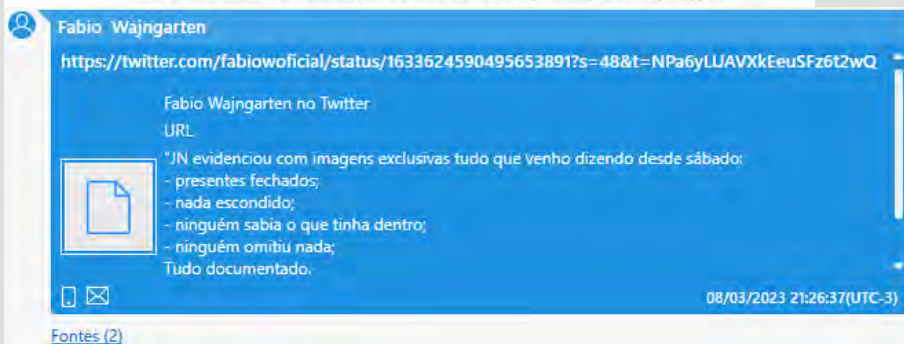 Fabio Wajngarten
https://twitter.com/fabiowoficial/status/1633624590495653891?s=48&t=NPa6yLUAVXkEeuSFz6t2wQ
Fabio Wajngarten no Twitter
URL
"JN evidenciou com imagens exclusivas tudo que venho dizendo desde sábado:
- presentes fechados;
- nada escondido;
- ninguém sabia o que tinha dentro;
- ninguém omitiu nada;
Tudo documentado.
08/03/2023 21:26:37(UTC-3)
Fontes (2)